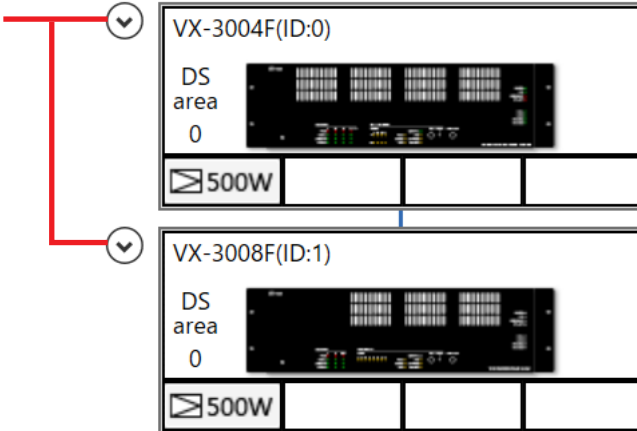 VX-3004F(ID:0)
DS
area
0
500W
VX-3008F(ID:1)
DS
area
0
500W